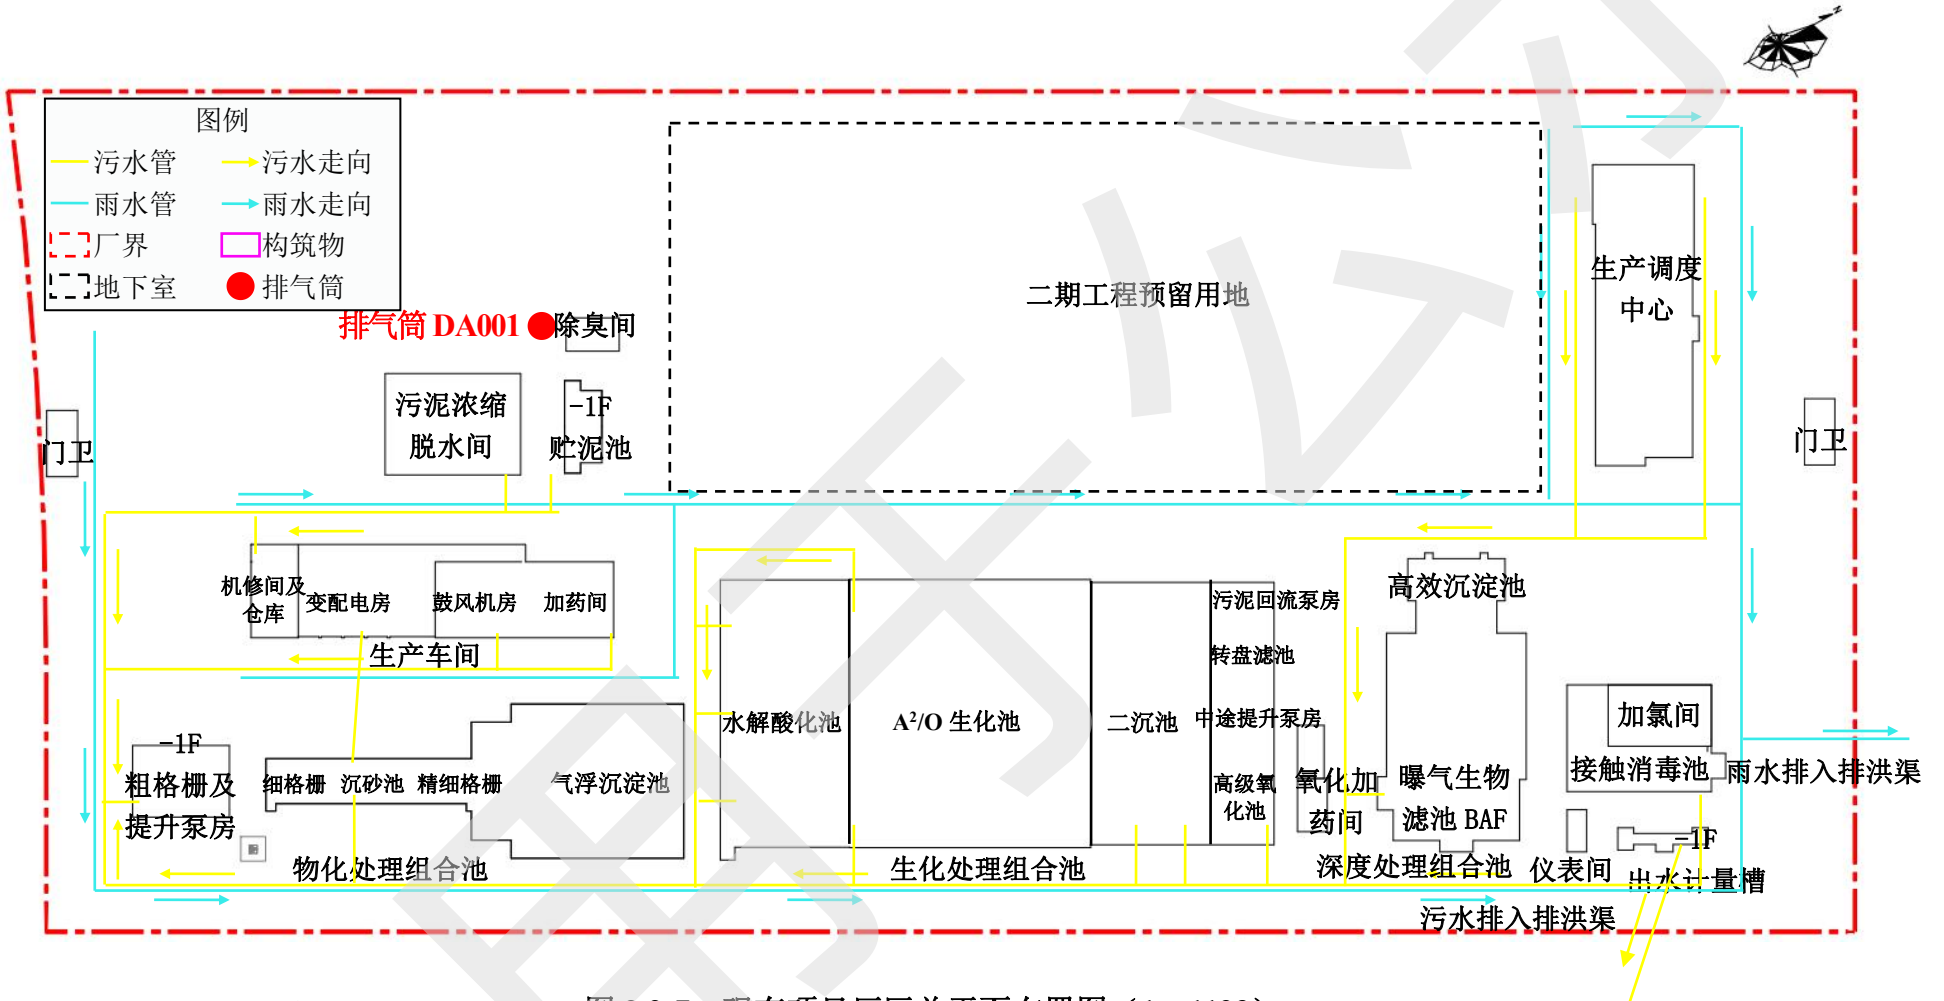 图例
污水管
污水走向
雨水管
雨水走向
厂界
构筑物
地下室
排气筒
排气筒 DA001
除臭间
污泥浓缩
脱水间
-1F
贮泥池
门卫
二期工程预留用地
生产调度
中心
门卫
机修间及
仓库
变配电房
鼓风机房
加药间
生产车间
-1F
粗格栅及
提升泵房
细格栅
沉砂池
精细格栅
气浮沉淀池
物化处理组合池
水解酸化池
A²/O 生化池
二沉池
污泥回流泵房
转盘滤池
中途提升泵房
高级氧
化池
生化处理组合池
氧化加
药间
高效沉淀池
曝气生物
滤池 BAF
深度处理组合池
加氯间
接触消毒池
仪表间
-1F
出水计量槽
雨水排入排洪渠
污水排入排洪渠
用于公示